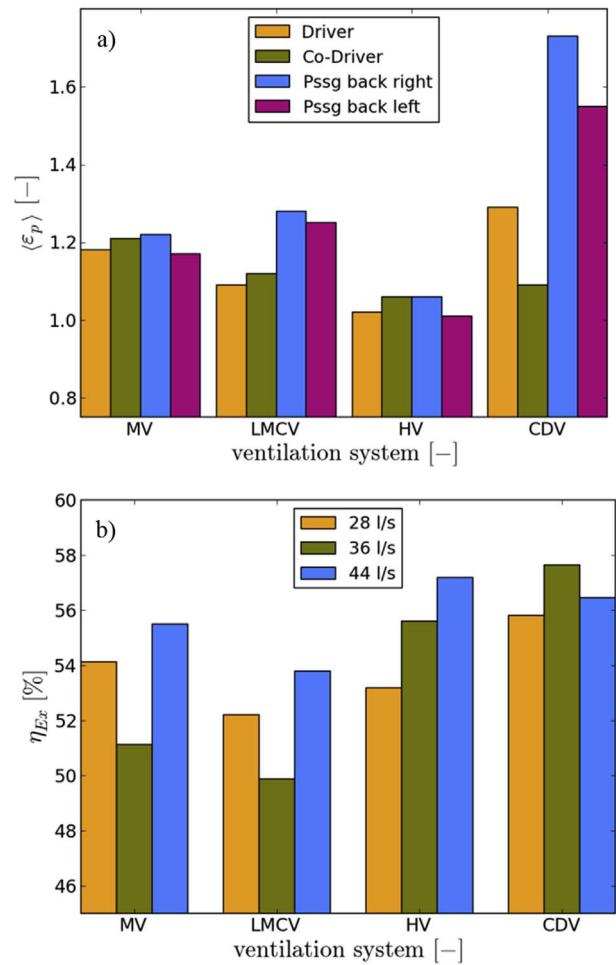 a)
Driver
Co-Driver
Pssg back right
Pssg back left
1.6
1.4
1.2
1.0
0.8
⟨ε_p⟩ [−]
MV LMCV HV CDV
ventilation system [−]
b)
28 l/s
36 l/s
44 l/s
60
58
56
54
52
50
48
46
η_Ex [%]
MV LMCV HV CDV
ventilation system [−]